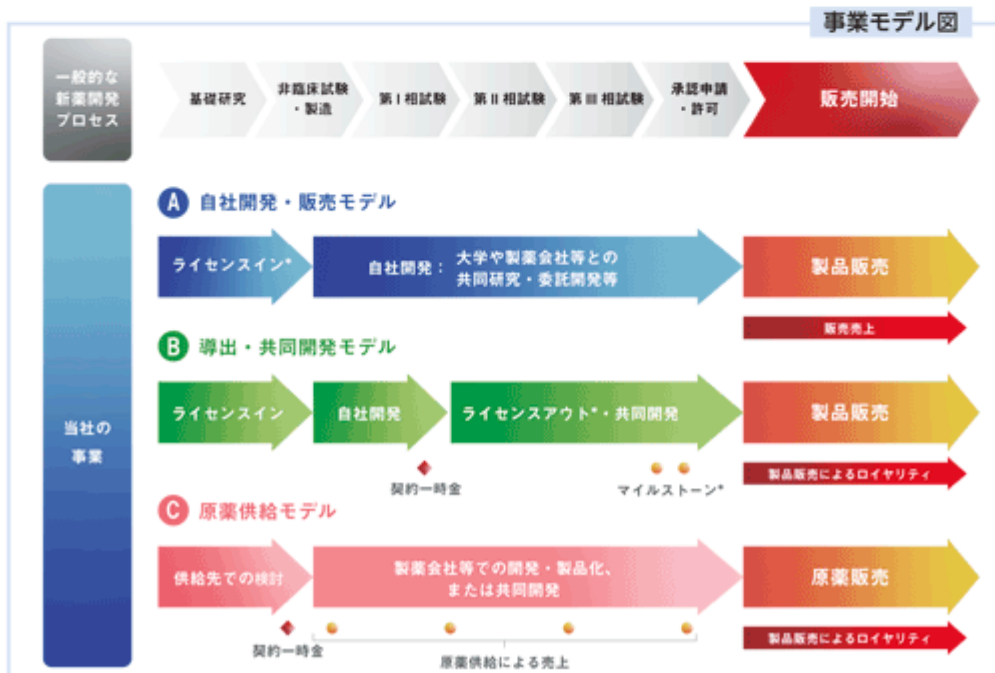 事業モデル図
一般的な
新薬開発
プロセス
基礎研究
非臨床試験
・製造
第Ⅰ相試験
第Ⅱ相試験
第Ⅲ相試験
承認申請
・許可
販売開始
当社の
事業
A 自社開発・販売モデル
ライセンスイン*
自社開発：
大学や製薬会社等との
共同研究・委託開発等
製品販売
販売売上
B 導出・共同開発モデル
ライセンスイン
自社開発
ライセンスアウト*・共同開発
製品販売
契約一時金
マイルストーン*
製品販売によるロイヤリティ
C 原薬供給モデル
供給先での検討
製薬会社等での開発・製品化、
または共同開発
原薬販売
契約一時金
原薬供給による売上
製品販売によるロイヤリティ